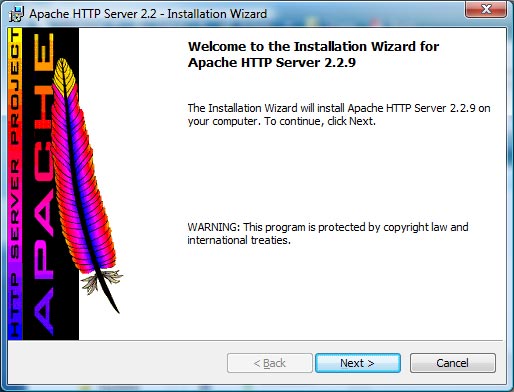 Apache HTTP Server 2.2 - Installation Wizard
HTTP SERVER PROJECT
APACHE
Welcome to the Installation Wizard for
Apache HTTP Server 2.2.9
The Installation Wizard will install Apache HTTP Server 2.2.9 on
your computer. To continue, click Next.
WARNING: This program is protected by copyright law and
international treaties.
< Back
Next >
Cancel